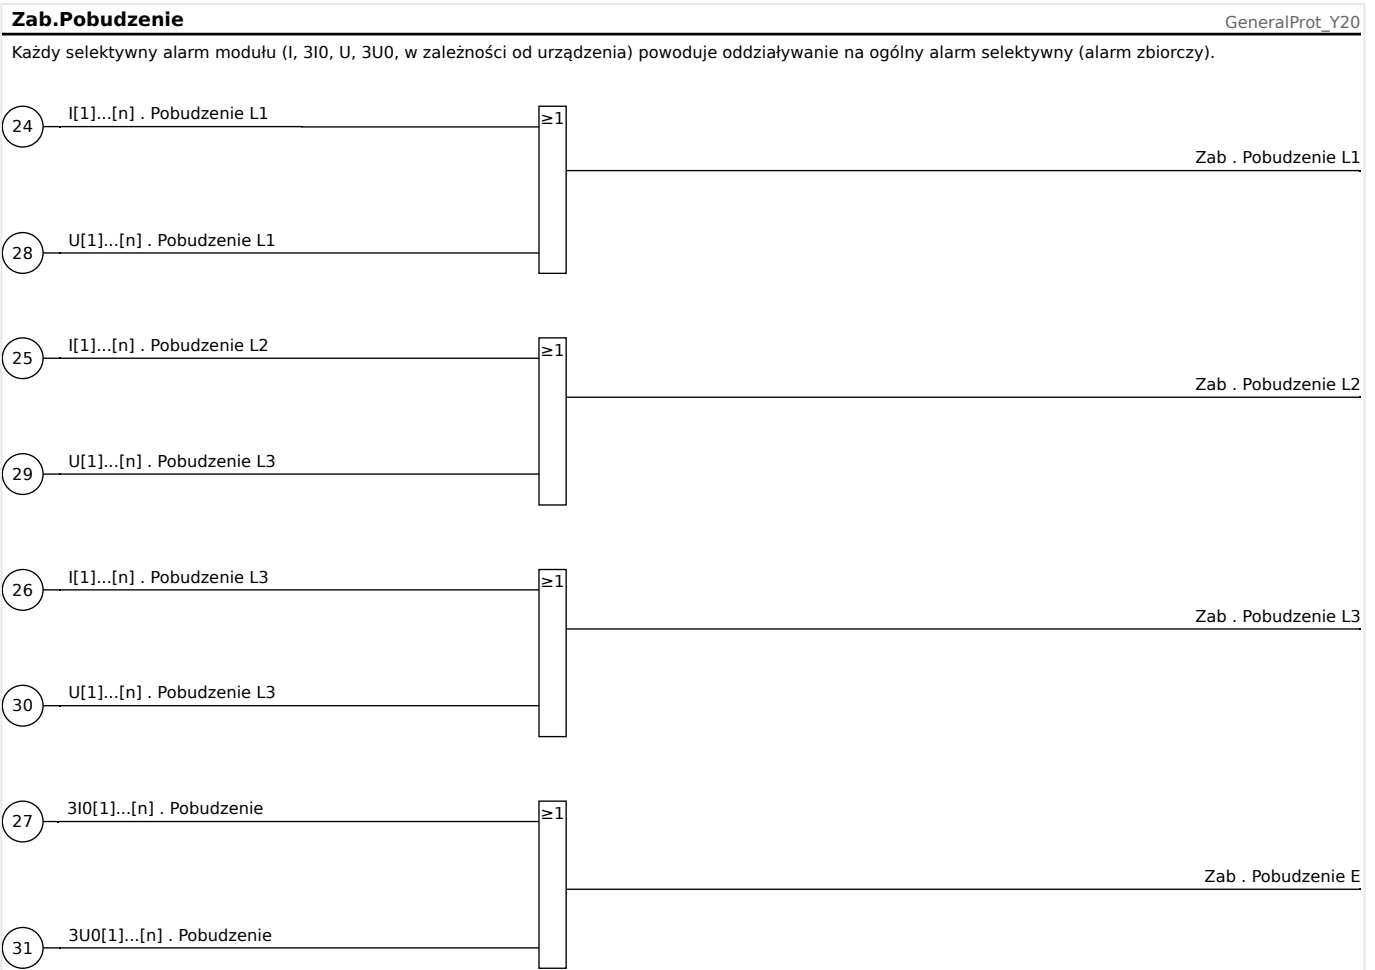 Zab.Pobudzenie
GeneralProt_Y20
Każdy selektywny alarm modułu (I, 3I0, U, 3U0, w zależności od urządzenia) powoduje oddziaływanie na ogólny alarm selektywny (alarm zbiorczy).
24 I[1]...[n] . Pobudzenie L1
≥1
Zab . Pobudzenie L1
28 U[1]...[n] . Pobudzenie L1
25 I[1]...[n] . Pobudzenie L2
≥1
Zab . Pobudzenie L2
29 U[1]...[n] . Pobudzenie L3
26 I[1]...[n] . Pobudzenie L3
≥1
Zab . Pobudzenie L3
30 U[1]...[n] . Pobudzenie L3
27 3I0[1]...[n] . Pobudzenie
≥1
Zab . Pobudzenie E
31 3U0[1]...[n] . Pobudzenie